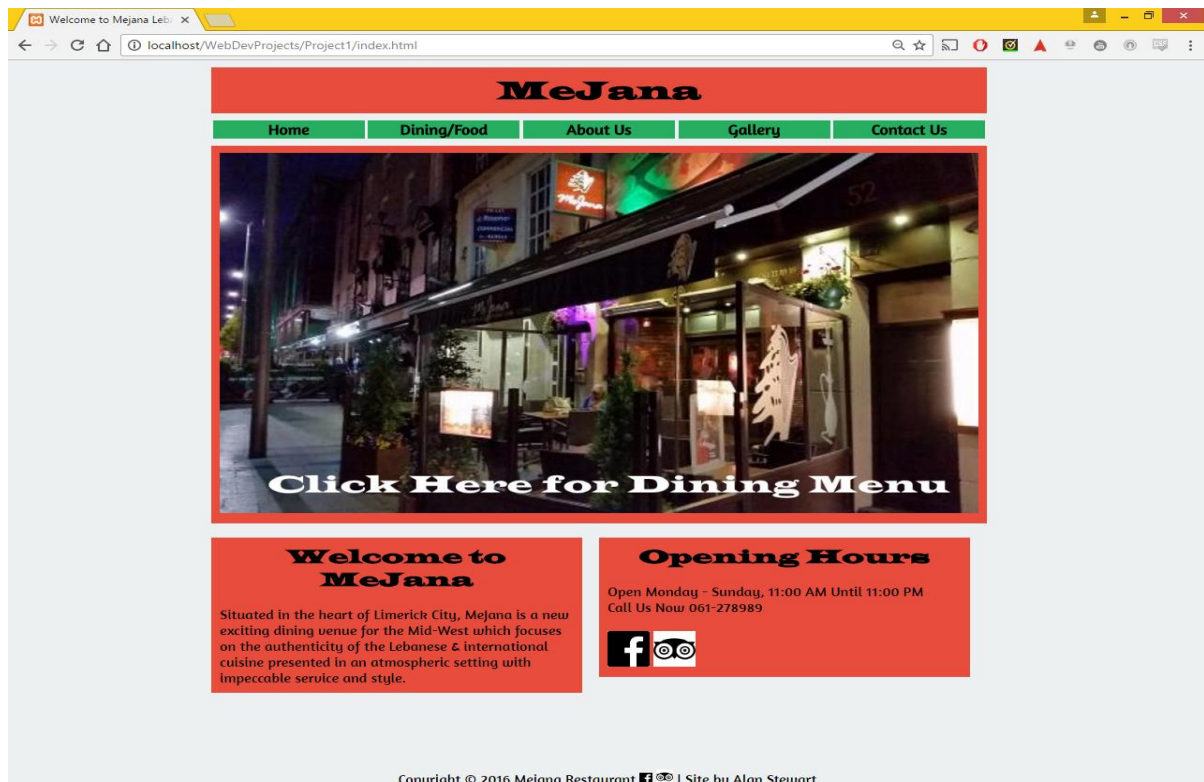 Welcome to Mejana Leb
localhost/WebDevProjects/Project1/index.html
MeJana
Home Dining/Food About Us Gallery Contact Us
MeJana
52
MeJana
Click Here for Dining Menu
Welcome to
MeJana
Situated in the heart of Limerick City, Mejana is a new
exciting dining venue for the Mid-West which focuses
on the authenticity of the Lebanese & international
cuisine presented in an atmospheric setting with
impeccable service and style.
Opening Hours
Open Monday - Sunday, 11:00 AM Until 11:00 PM
Call Us Now 061-278989
Copyright © 2016 Mejana Restaurant | Site by Alan Stewart